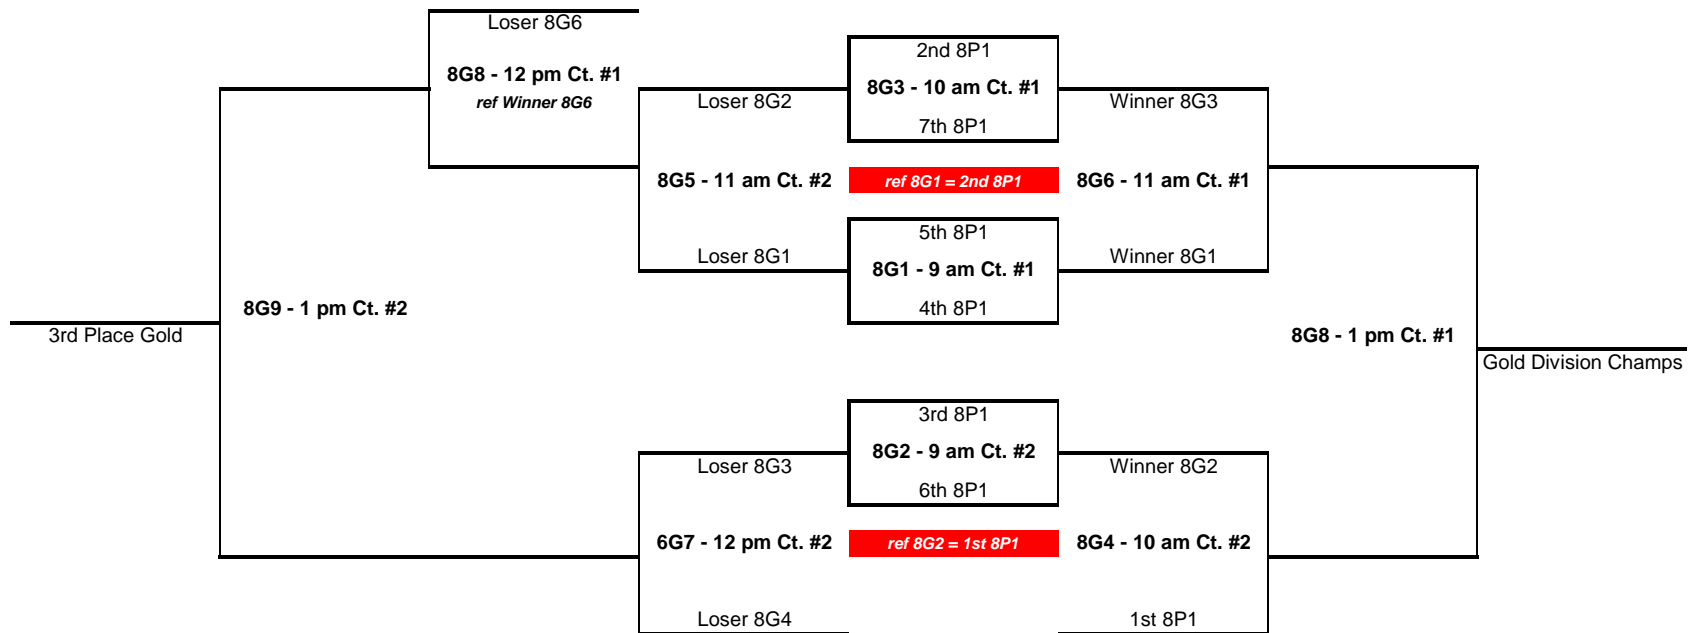 Loser 8G6
2nd 8P1
8G8 - 12 pm Ct. #1
8G3 - 10 am Ct. #1
ref Winner 8G6
Loser 8G2
Winner 8G3
7th 8P1
8G5 - 11 am Ct. #2
ref 8G1 = 2nd 8P1
8G6 - 11 am Ct. #1
5th 8P1
Loser 8G1
8G1 - 9 am Ct. #1
Winner 8G1
8G9 - 1 pm Ct. #2
4th 8P1
3rd Place Gold
8G8 - 1 pm Ct. #1
Gold Division Champs
3rd 8P1
8G2 - 9 am Ct. #2
Loser 8G3
Winner 8G2
6th 8P1
6G7 - 12 pm Ct. #2
ref 8G2 = 1st 8P1
8G4 - 10 am Ct. #2
Loser 8G4
1st 8P1